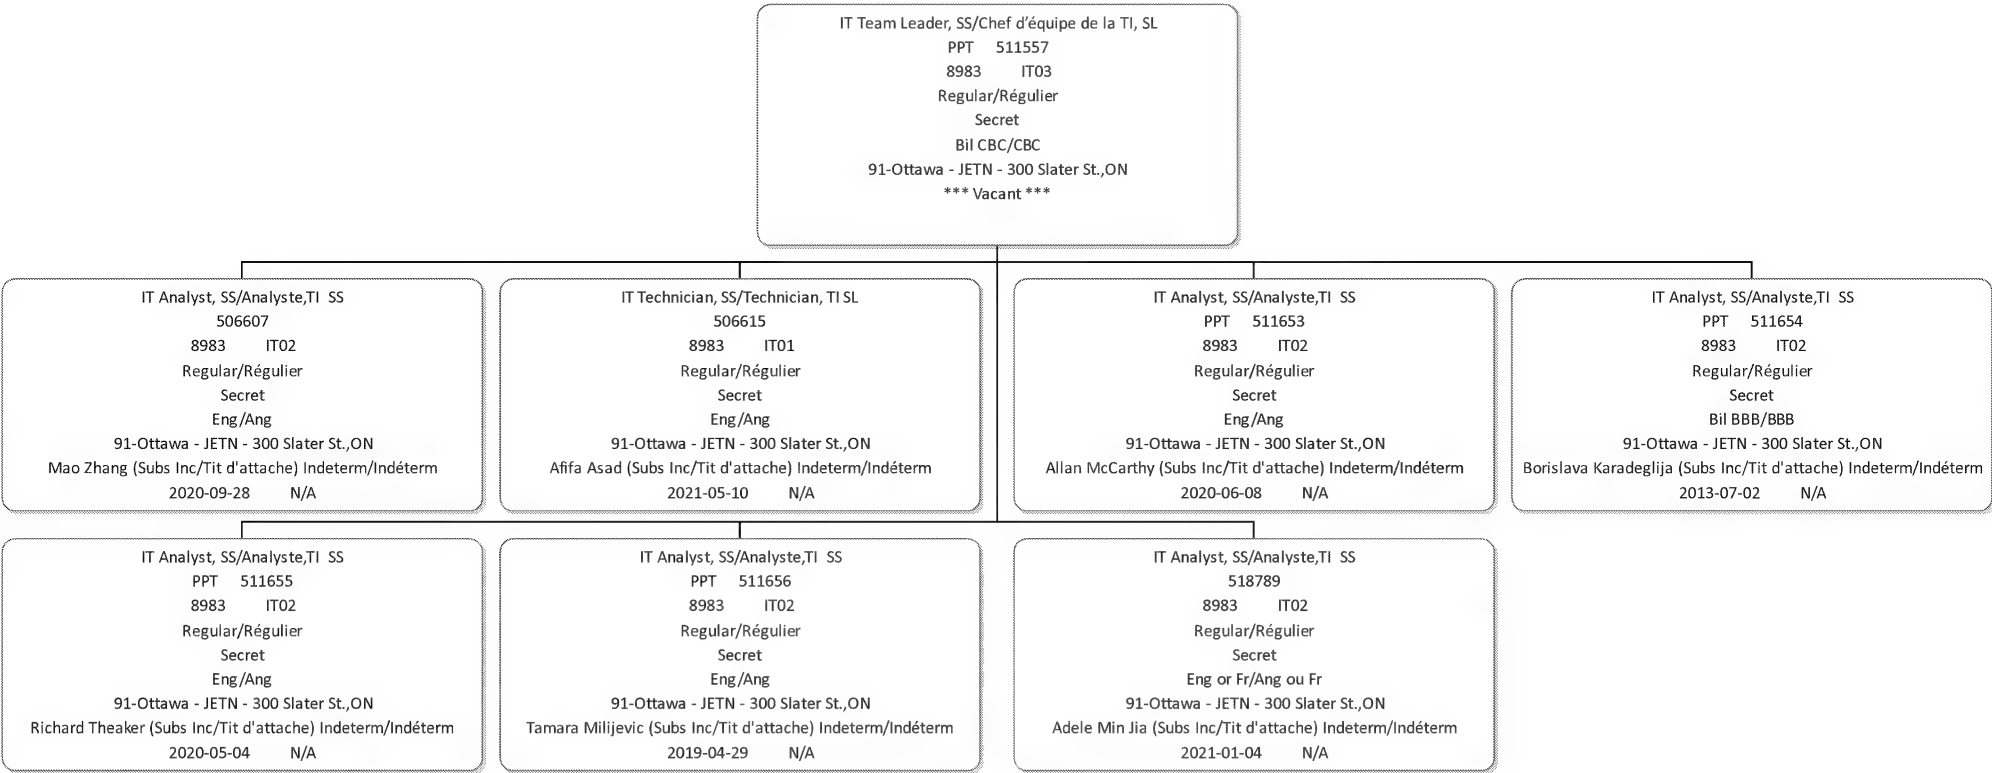 IT Team Leader, SS/Chef d’équipe de la TI, SL
PPT 511557
8983 IT03
Regular/Régulier
Secret
Bil CBC/CBC
91-Ottawa - JETN - 300 Slater St.,ON
*** Vacant ***
IT Analyst, SS/Analyste,TI SS
506607
8983 IT02
Regular/Régulier
Secret
Eng/Ang
91-Ottawa - JETN - 300 Slater St.,ON
Mao Zhang (Subs Inc/Tit d'attache) Indeterm/Indéterm
2020-09-28 N/A
IT Technician, SS/Technician, TI SL
506615
8983 IT01
Regular/Régulier
Secret
Eng/Ang
91-Ottawa - JETN - 300 Slater St.,ON
Afifa Asad (Subs Inc/Tit d'attache) Indeterm/Indéterm
2021-05-10 N/A
IT Analyst, SS/Analyste,TI SS
PPT 511653
8983 IT02
Regular/Régulier
Secret
Eng/Ang
91-Ottawa - JETN - 300 Slater St.,ON
Allan McCarthy (Subs Inc/Tit d'attache) Indeterm/Indéterm
2020-06-08 N/A
IT Analyst, SS/Analyste,TI SS
PPT 511654
8983 IT02
Regular/Régulier
Secret
Bil BBB/BBB
91-Ottawa - JETN - 300 Slater St.,ON
Borislava Karadeglija (Subs Inc/Tit d'attache) Indeterm/Indéterm
2013-07-02 N/A
IT Analyst, SS/Analyste,TI SS
PPT 511655
8983 IT02
Regular/Régulier
Secret
Eng/Ang
91-Ottawa - JETN - 300 Slater St.,ON
Richard Theaker (Subs Inc/Tit d'attache) Indeterm/Indéterm
2020-05-04 N/A
IT Analyst, SS/Analyste,TI SS
PPT 511656
8983 IT02
Regular/Régulier
Secret
Eng/Ang
91-Ottawa - JETN - 300 Slater St.,ON
Tamara Milijevic (Subs Inc/Tit d'attache) Indeterm/Indéterm
2019-04-29 N/A
IT Analyst, SS/Analyste,TI SS
518789
8983 IT02
Regular/Régulier
Secret
Eng or Fr/Ang ou Fr
91-Ottawa - JETN - 300 Slater St.,ON
Adele Min Jia (Subs Inc/Tit d'attache) Indeterm/Indéterm
2021-01-04 N/A